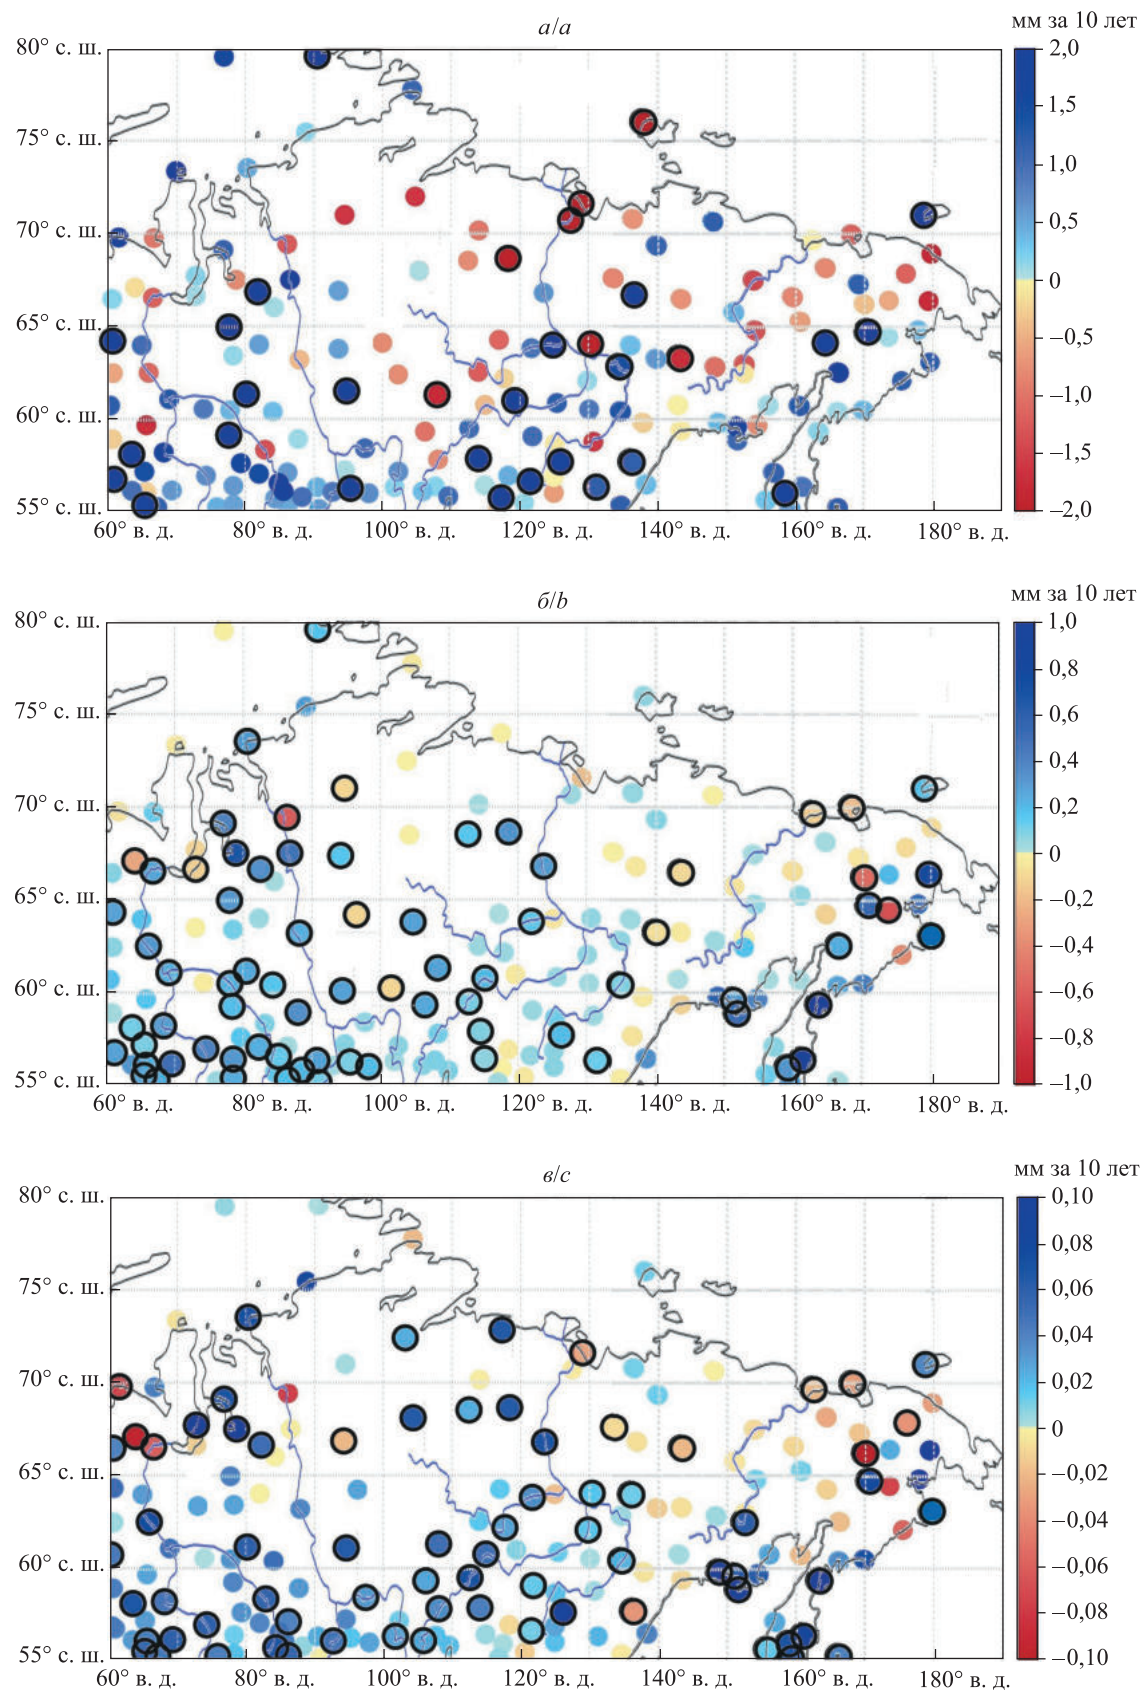 а/a
мм за 10 лет
80° с. ш.
75° с. ш.
70° с. ш.
65° с. ш.
60° с. ш.
55° с. ш.
60° в. д. 80° в. д. 100° в. д. 120° в. д. 140° в. д. 160° в. д. 180° в. д.
2,0
1,5
1,0
0,5
0
–0,5
–1,0
–1,5
–2,0
б/b
мм за 10 лет
80° с. ш.
75° с. ш.
70° с. ш.
65° с. ш.
60° с. ш.
55° с. ш.
60° в. д. 80° в. д. 100° в. д. 120° в. д. 140° в. д. 160° в. д. 180° в. д.
1,0
0,8
0,6
0,4
0,2
0
–0,2
–0,4
–0,6
–0,8
–1,0
в/c
мм за 10 лет
80° с. ш.
75° с. ш.
70° с. ш.
65° с. ш.
60° с. ш.
55° с. ш.
60° в. д. 80° в. д. 100° в. д. 120° в. д. 140° в. д. 160° в. д. 180° в. д.
0,10
0,08
0,06
0,04
0,02
0
–0,02
–0,04
–0,06
–0,08
–0,10